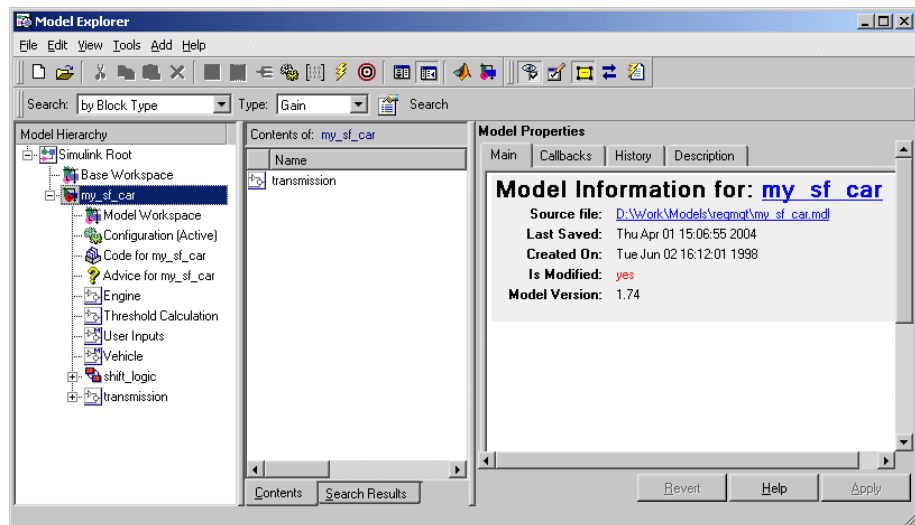 Model Explorer
File Edit View Tools Add Help
Search: by Block Type Type: Gain Search
Model Hierarchy
Simulink Root
Base Workspace
my_sf_car
Model Workspace
Configuration (Active)
Code for my_sf_car
Advice for my_sf_car
Engine
Threshold Calculation
User Inputs
Vehicle
shift_logic
transmission
Contents of: my_sf_car
Name
transmission
Contents Search Results
Model Properties
Main Callbacks History Description
Model Information for: my_sf_car
Source file: D:\Work\Models\reqmgt\my_sf_car.mdl
Last Saved: Thu Apr 01 15:06:55 2004
Created On: Tue Jun 02 16:12:01 1998
Is Modified: yes
Model Version: 1.74
Revert Help Apply